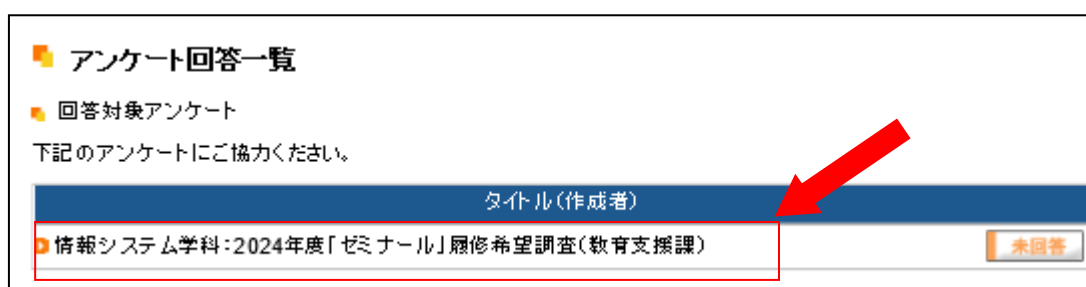 アンケート回答一覧
回答対象アンケート
下記のアンケートにご協力ください。
タイトル(作成者)
情報システム学科:2024年度「ゼミナール」履修希望調査(教育支援課)
未回答